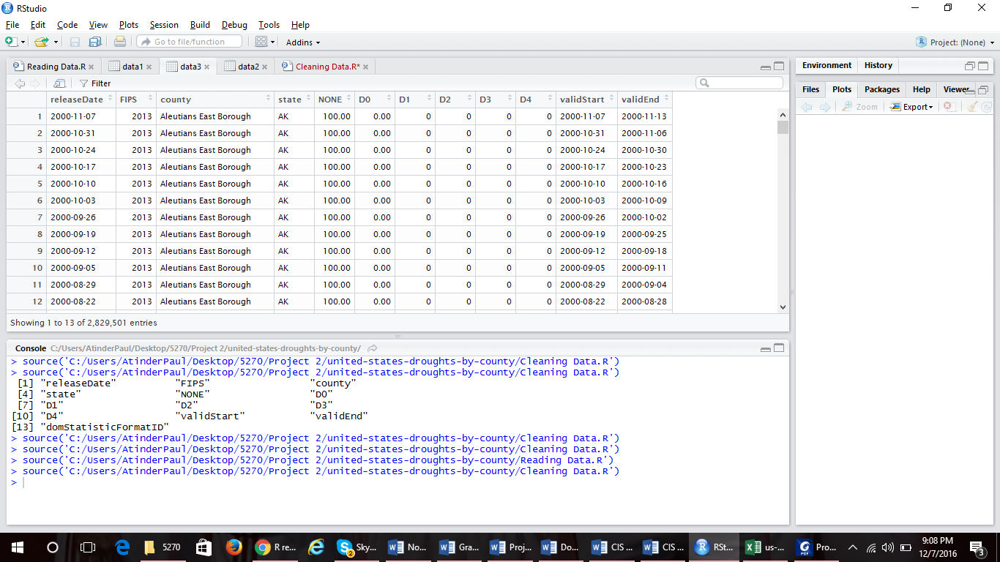 RStudio
File Edit Code View Plots Session Build Debug Tools Help
Go to file/function Addins Project: (None)
Reading Data.R data1 data3 data2 Cleaning Data.R*
Filter
releaseDate FIPS county state NONE D0 D1 D2 D3 D4 validStart validEnd
1 2000-11-07 2013 Aleutians East Borough AK 100.00 0.00 0 0 0 0 2000-11-07 2000-11-13
2 2000-10-31 2013 Aleutians East Borough AK 100.00 0.00 0 0 0 0 2000-10-31 2000-11-06
3 2000-10-24 2013 Aleutians East Borough AK 100.00 0.00 0 0 0 0 2000-10-24 2000-10-30
4 2000-10-17 2013 Aleutians East Borough AK 100.00 0.00 0 0 0 0 2000-10-17 2000-10-23
5 2000-10-10 2013 Aleutians East Borough AK 100.00 0.00 0 0 0 0 2000-10-10 2000-10-16
6 2000-10-03 2013 Aleutians East Borough AK 100.00 0.00 0 0 0 0 2000-10-03 2000-10-09
7 2000-09-26 2013 Aleutians East Borough AK 100.00 0.00 0 0 0 0 2000-09-26 2000-10-02
8 2000-09-19 2013 Aleutians East Borough AK 100.00 0.00 0 0 0 0 2000-09-19 2000-09-25
9 2000-09-12 2013 Aleutians East Borough AK 100.00 0.00 0 0 0 0 2000-09-12 2000-09-18
10 2000-09-05 2013 Aleutians East Borough AK 100.00 0.00 0 0 0 0 2000-09-05 2000-09-11
11 2000-08-29 2013 Aleutians East Borough AK 100.00 0.00 0 0 0 0 2000-08-29 2000-09-04
12 2000-08-22 2013 Aleutians East Borough AK 100.00 0.00 0 0 0 0 2000-08-22 2000-08-28
Showing 1 to 13 of 2,829,501 entries
Console C:/Users/AtinderPaul/Desktop/5270/Project 2/united-states-droughts-by-county/
> source('C:/Users/AtinderPaul/Desktop/5270/Project 2/united-states-droughts-by-county/Cleaning Data.R')
> source('C:/Users/AtinderPaul/Desktop/5270/Project 2/united-states-droughts-by-county/Cleaning Data.R')
[1] "releaseDate" "FIPS" "county"
[4] "state" "NONE" "D0"
[7] "D1" "D2" "D3"
[10] "D4" "validStart" "validEnd"
[13] "domStatisticFormatID"
> source('C:/Users/AtinderPaul/Desktop/5270/Project 2/united-states-droughts-by-county/Cleaning Data.R')
> source('C:/Users/AtinderPaul/Desktop/5270/Project 2/united-states-droughts-by-county/Cleaning Data.R')
> source('C:/Users/AtinderPaul/Desktop/5270/Project 2/united-states-droughts-by-county/Reading Data.R')
> source('C:/Users/AtinderPaul/Desktop/5270/Project 2/united-states-droughts-by-county/Cleaning Data.R')
>
Environment History
Files Plots Packages Help Viewer
Zoom Export
5270 R re... Sky... 2 No... Gra... Proj... Do... CIS ... CIS ... RSt... us-... PDF Pro... 9:08 PM
12/7/2016 3